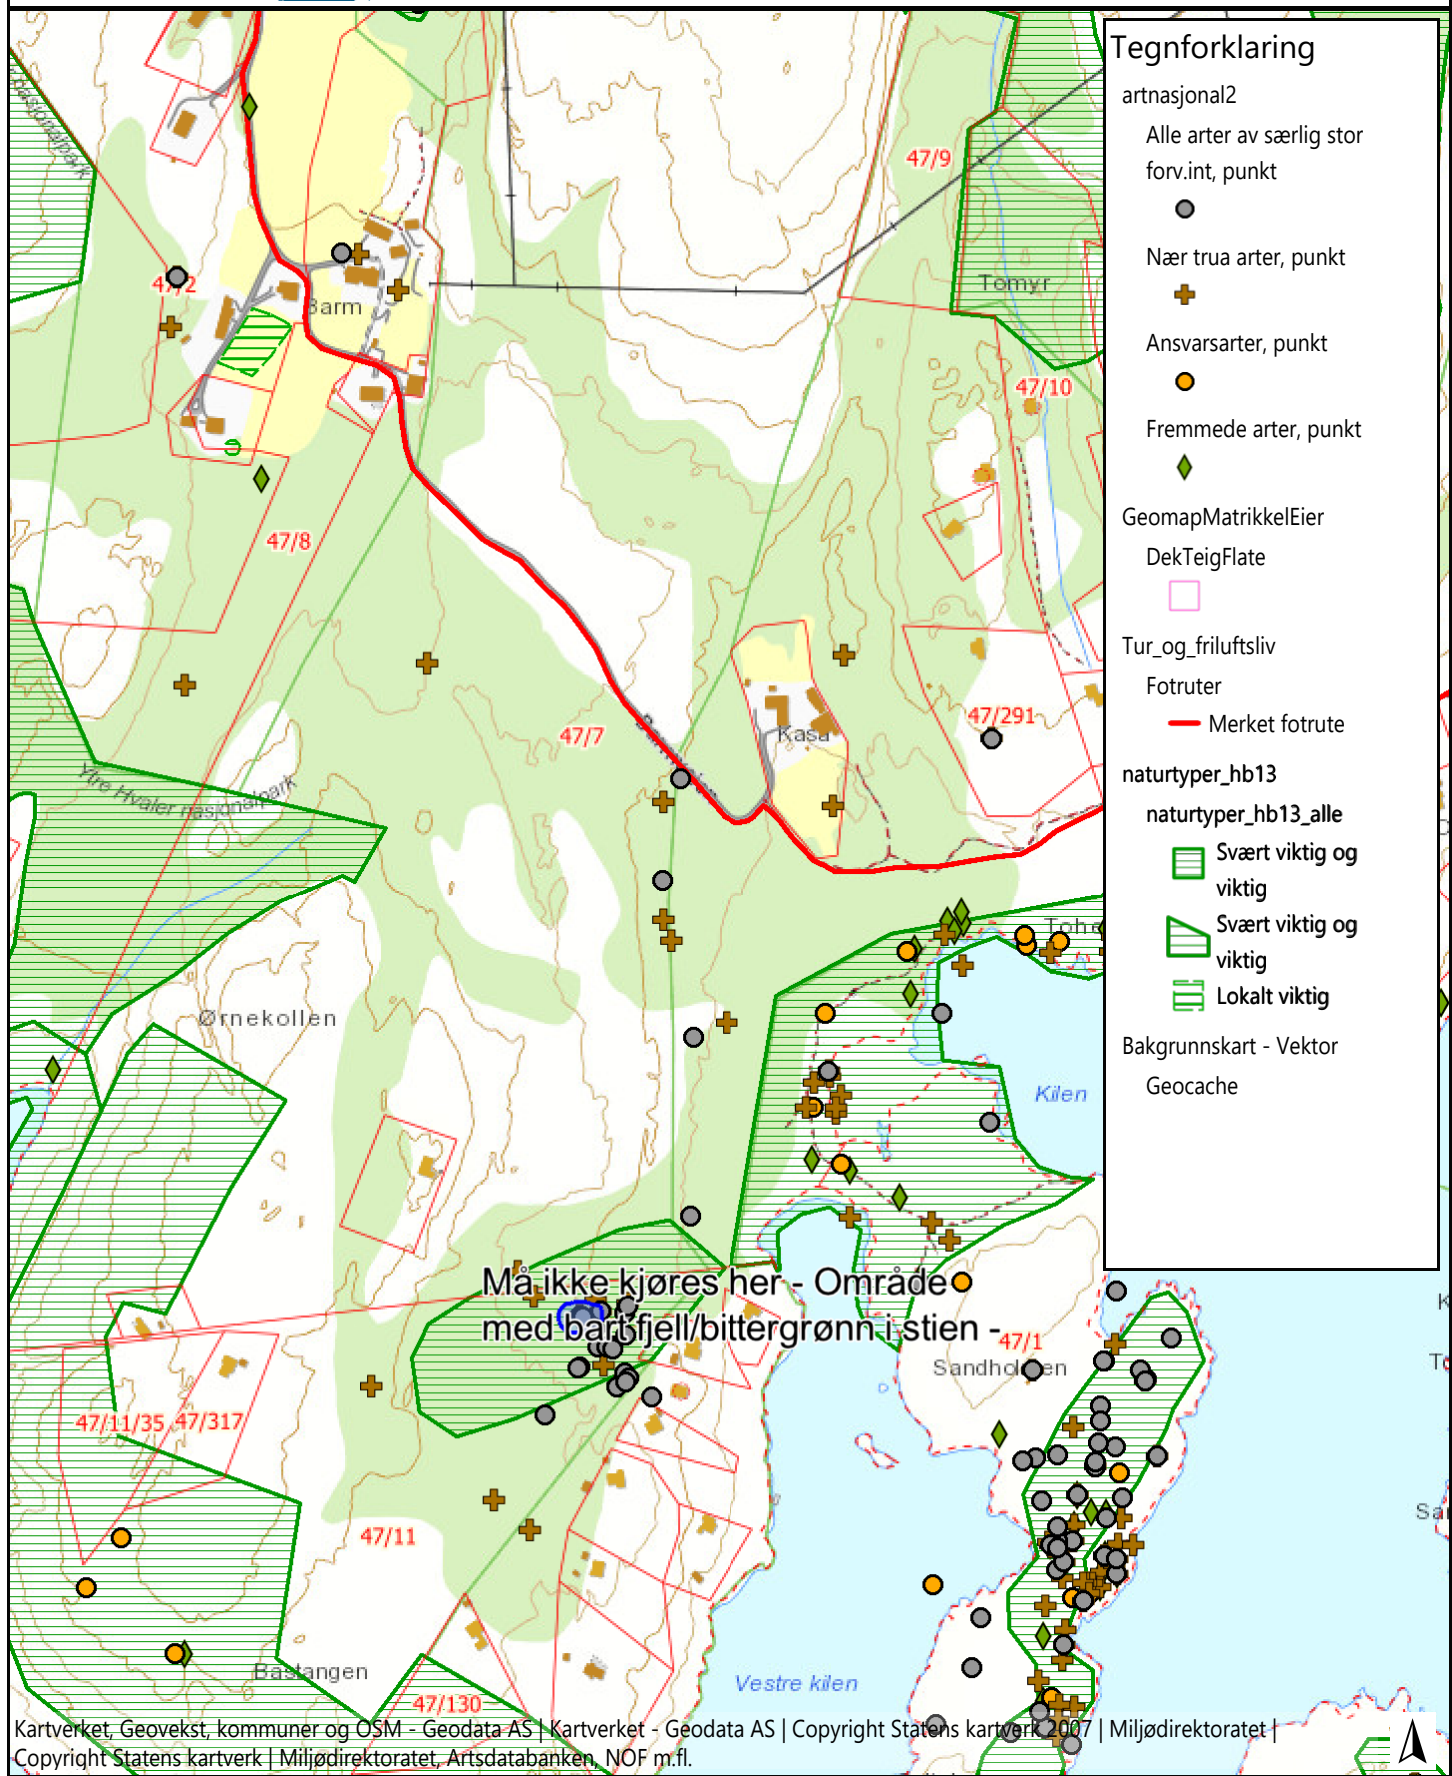 Tegnforklaring
artnasjonal2
Alle arter av særlig stor
forv.int, punkt
Nær trua arter, punkt
Ansvarsarter, punkt
Fremmede arter, punkt
GeomapMatrikkelEier
DekTeigFlate
Tur_og_friluftsliv
Fotruter
Merket fotrute
naturtyper_hb13
naturtyper_hb13_alle
Svært viktig og
viktig
Svært viktig og
viktig
Lokalt viktig
Bakgrunnskart - Vektor
Geocache
nasjonalpark
47/9
47/2
Barm
Tomyr
47/10
47/8
47/7
47/291
Kasa
Ytre Hvaler nasjonalpark
Ørnekollen
Kilen
Må ikke kjøres her - Område
med bart fjell/bittergrønn i stien -
47/1
Sandholmen
47/11/35
47/317
47/11
Båstangen
47/130
Vestre kilen
Kartverket, Geovekst, kommuner og OSM - Geodata AS | Kartverket - Geodata AS | Copyright Statens kartverk 2007 | Miljødirektoratet |
Copyright Statens kartverk | Miljødirektoratet, Artsdatabanken, NOF m.fl.